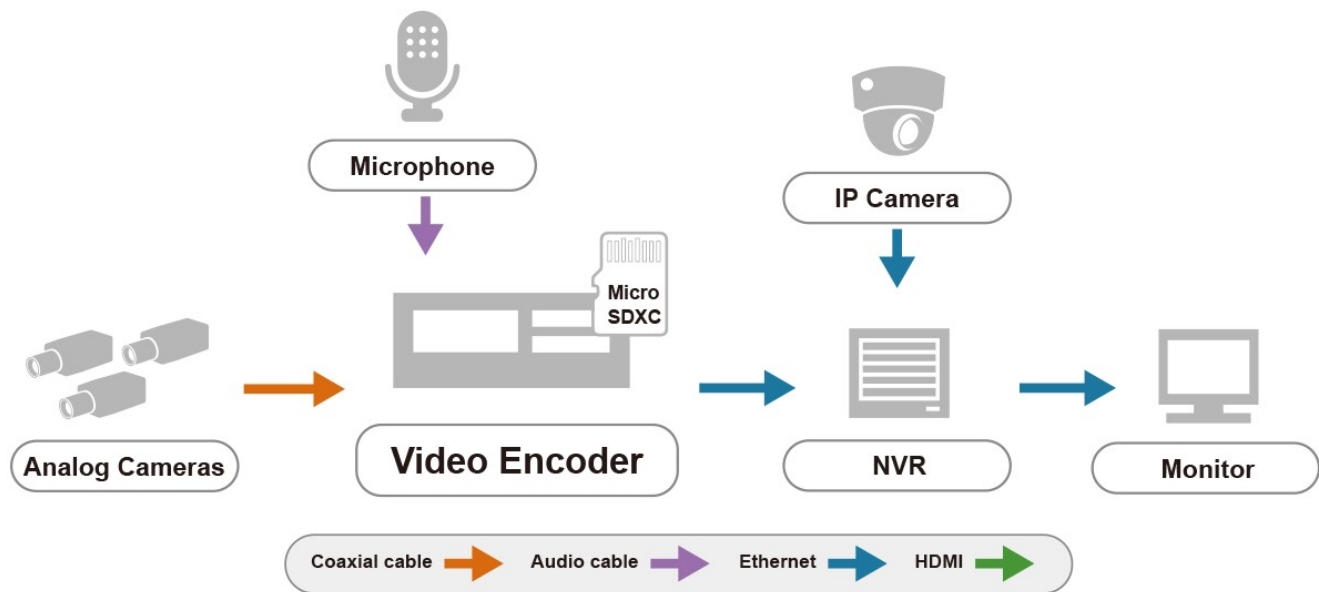 Microphone
IP Camera
Micro
SDXC
Analog Cameras
Video Encoder
NVR
Monitor
Coaxial cable
Audio cable
Ethernet
HDMI